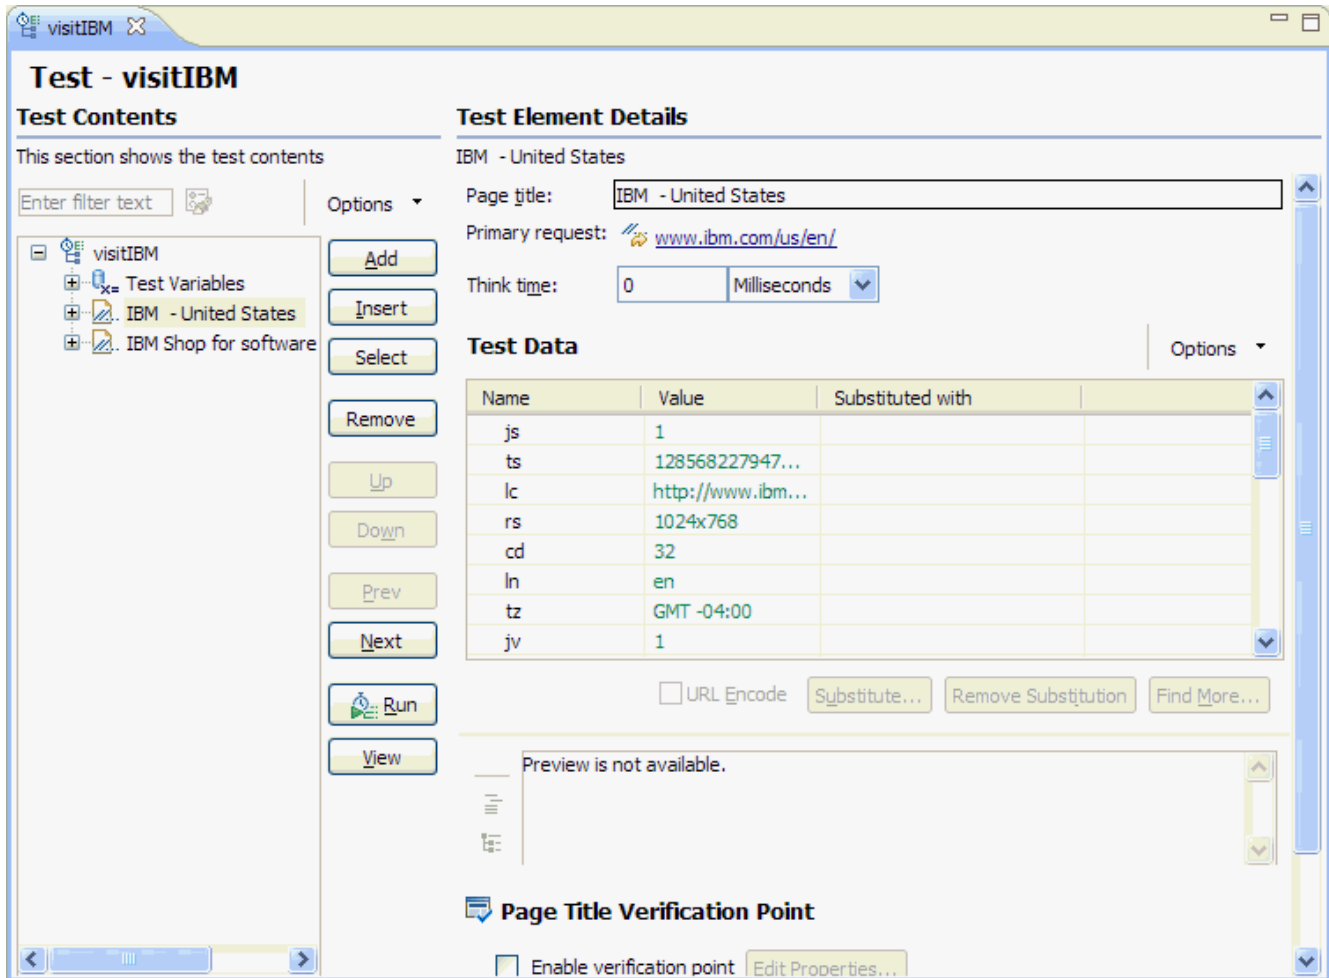 visitIBM
Test - visitIBM
Test Contents
This section shows the test contents
Enter filter text
Options
visitIBM
Test Variables
IBM  - United States
IBM Shop for software
Add
Insert
Select
Remove
Up
Down
Prev
Next
Run
View
Test Element Details
IBM  - United States
Page title: IBM  - United States
Primary request: www.ibm.com/us/en/
Think time: 0 Milliseconds
Test Data
Options
Name Value Substituted with
js 1
ts 128568227947...
lc http://www.ibm...
rs 1024x768
cd 32
ln en
tz GMT -04:00
jv 1
URL Encode Substitute... Remove Substitution Find More...
Preview is not available.
Page Title Verification Point
Enable verification point Edit Properties...